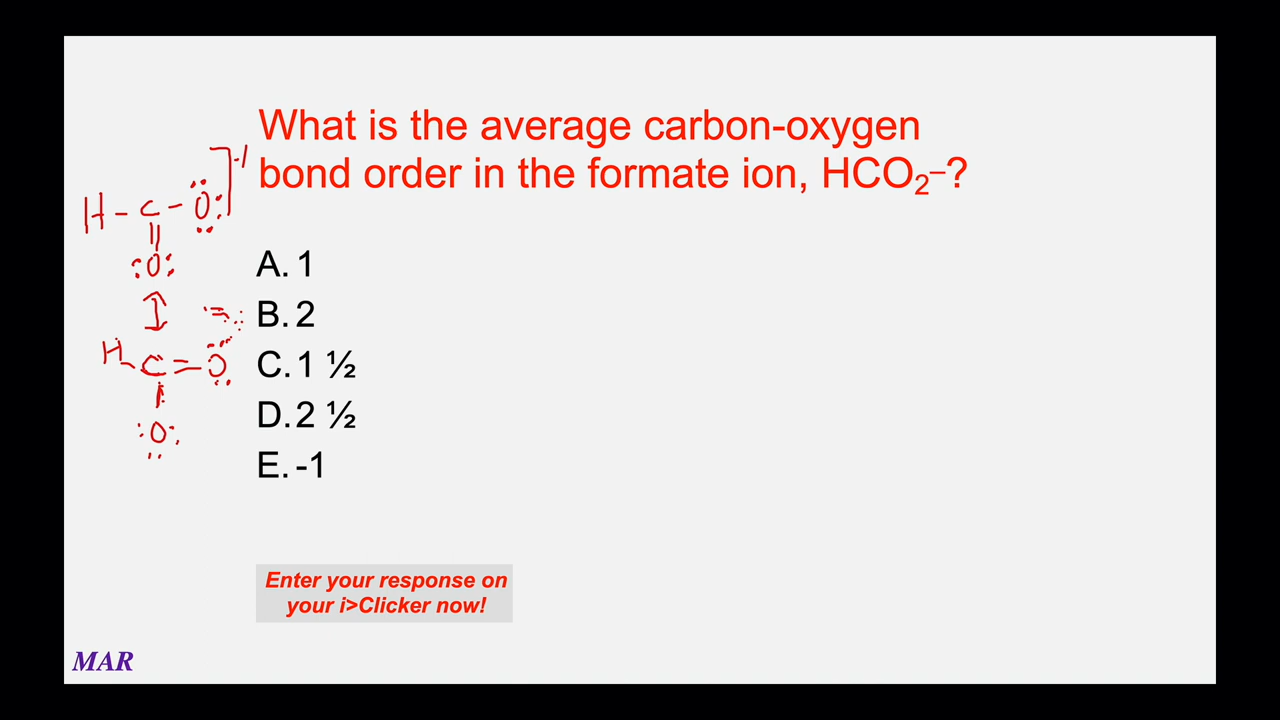 What is the average carbon-oxygen
bond order in the formate ion, HCO₂⁻?
-1
H - C - O
O
H C = O
O
A. 1
B. 2
C. 1 ½
D. 2 ½
E. -1
Enter your response on
your i>Clicker now!
MAR